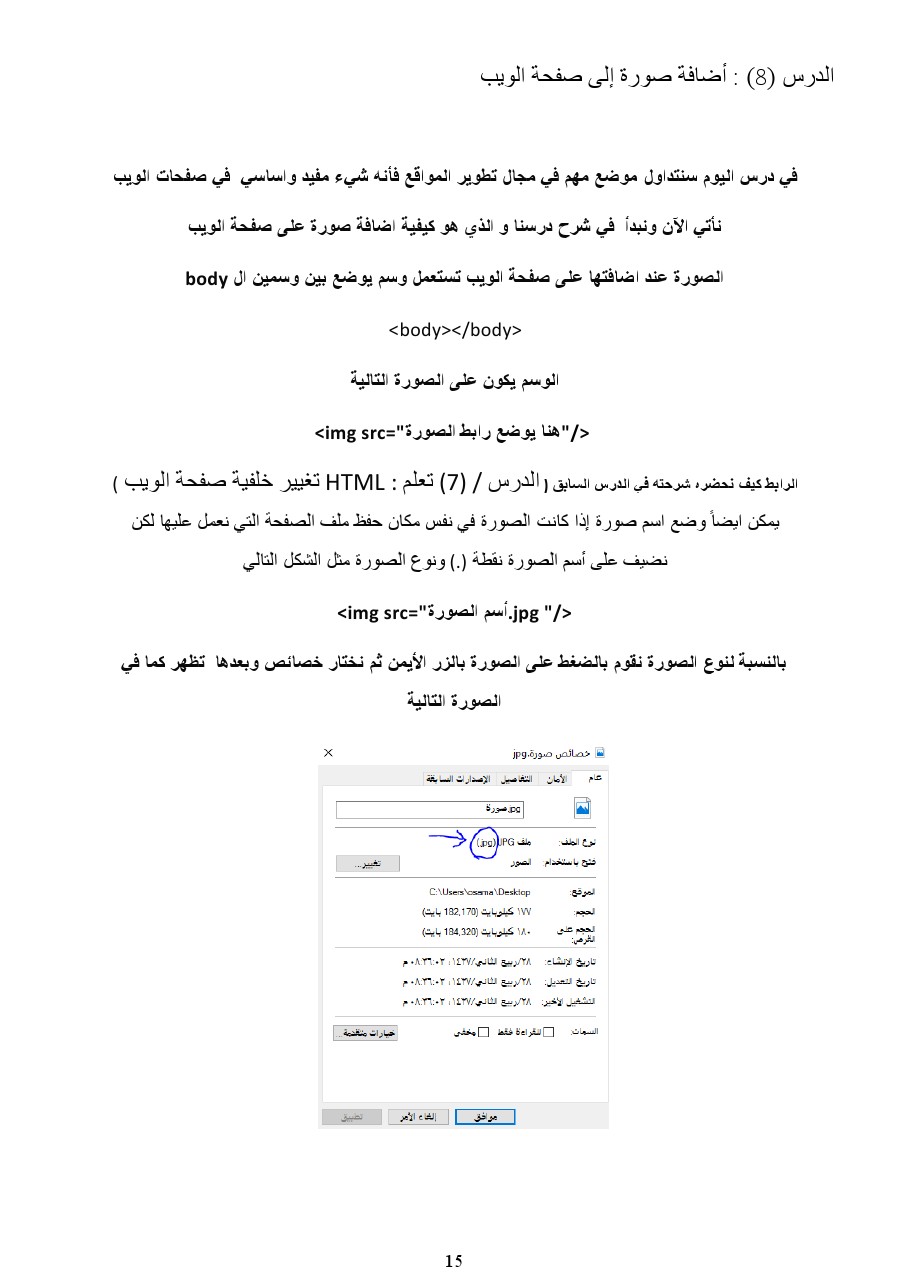 الدرس (8) : أضافة صورة إلى صفحة الويب
في درس اليوم سنتداول موضع مهم في مجال تطوير المواقع فأنه شيء مفيد واساسي في صفحات الويب
نأتي الآن ونبدأ في شرح درسنا و الذي هو كيفية اضافة صورة على صفحة الويب
الصورة عند اضافتها على صفحة الويب تستعمل وسم يوضع بين وسمين ال body
<body></body>
الوسم يكون على الصورة التالية
<img src="هنا يوضع رابط الصورة"/>
الرابط كيف نحضره شرحته في الدرس السابق ( الدرس / (7) تعلم : HTML تغيير خلفية صفحة الويب )
يمكن ايضاً وضع اسم صورة إذا كانت الصورة في نفس مكان حفظ ملف الصفحة التي نعمل عليها لكن
نضيف على أسم الصورة نقطة (.) ونوع الصورة مثل الشكل التالي
<img src="أسم الصورة.jpg "/>
بالنسبة لنوع الصورة نقوم بالضغط على الصورة بالزر الأيمن ثم نختار خصائص وبعدها تظهر كما في
الصورة التالية
خصائص صورة.jpg
عام الأمان التفاصيل الإصدارات السابقة
صورة.jpg
نوع الملف: ملف JPG (.jpg)
فتح باستخدام: الصور تغيير...
الموقع: C:\Users\osama\Desktop
الحجم: ١٧٧ كيلوبايت (182,170 بايت)
الحجم على القرص: ١٨٠ كيلوبايت (184,320 بايت)
تاريخ الإنشاء: ٢٨/ربيع الثاني/١٤٣٧، ٠٨:٣٦:٠٢ م
تاريخ التعديل: ٢٨/ربيع الثاني/١٤٣٧، ٠٨:٣٦:٠٢ م
التشغيل الأخير: ٢٨/ربيع الثاني/١٤٣٧، ٠٨:٣٦:٠٢ م
السمات: للقراءة فقط مخفي خيارات متقدمة...
موافق إلغاء الأمر تطبيق
15